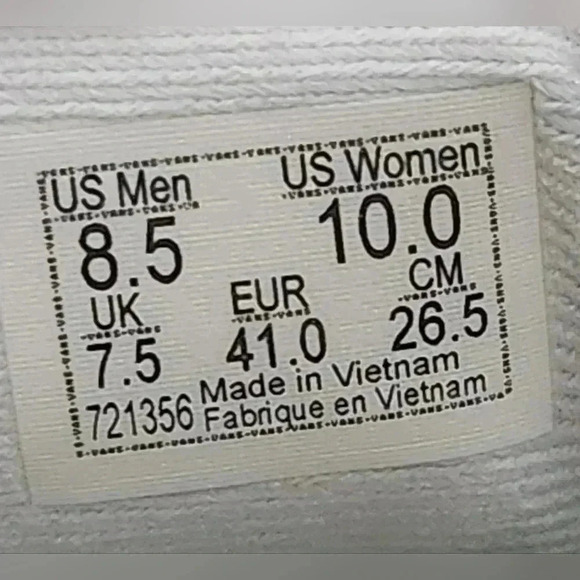 US Men US Women
8.5 10.0
UK EUR CM
7.5 41.0 26.5
721356 Made in Vietnam
Fabrique en Vietnam